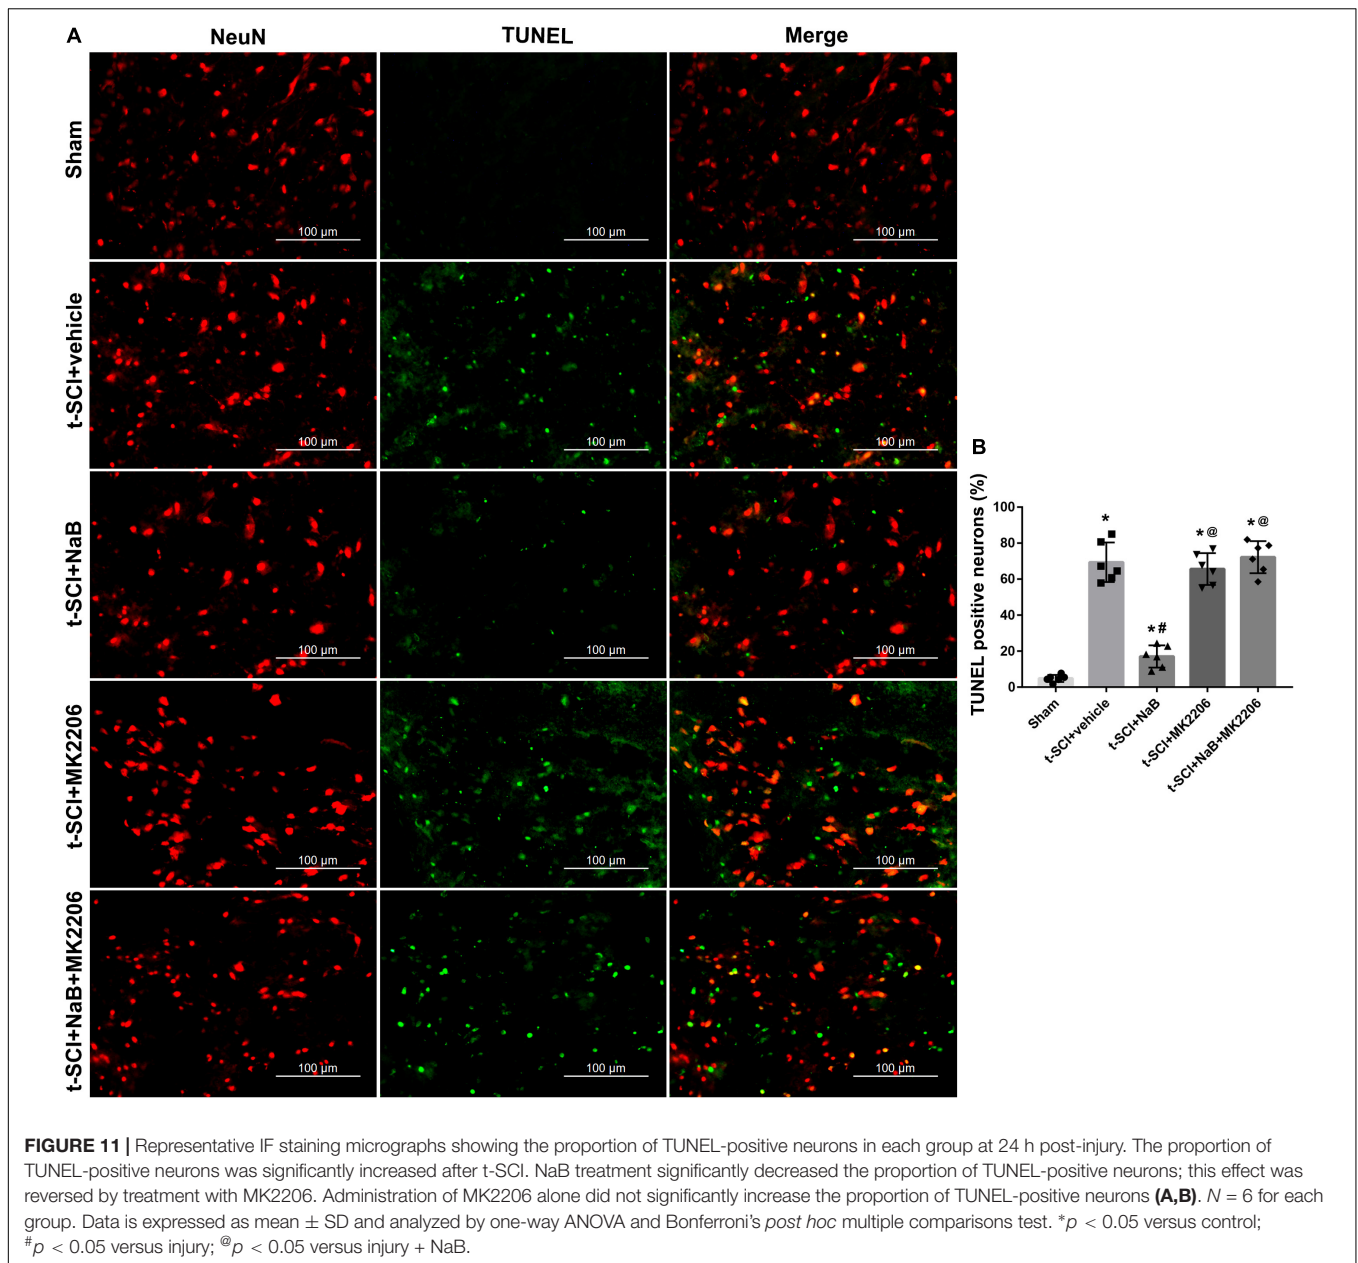 A
NeuN TUNEL Merge
Sham
100 µm 100 µm 100 µm
t-SCI+vehicle
100 µm 100 µm 100 µm
t-SCI+NaB
100 µm 100 µm 100 µm
t-SCI+MK2206
100 µm 100 µm 100 µm
t-SCI+NaB+MK2206
100 µm 100 µm 100 µm
B
TUNEL positive neurons (%)
100
80
60
40
20
0
* *# *@ *@
Sham t-SCI+vehicle t-SCI+NaB t-SCI+MK2206 t-SCI+NaB+MK2206
FIGURE 11 | Representative IF staining micrographs showing the proportion of TUNEL-positive neurons in each group at 24 h post-injury. The proportion of
TUNEL-positive neurons was significantly increased after t-SCI. NaB treatment significantly decreased the proportion of TUNEL-positive neurons; this effect was
reversed by treatment with MK2206. Administration of MK2206 alone did not significantly increase the proportion of TUNEL-positive neurons (A,B). N = 6 for each
group. Data is expressed as mean ± SD and analyzed by one-way ANOVA and Bonferroni's post hoc multiple comparisons test. *p < 0.05 versus control;
#p < 0.05 versus injury; @p < 0.05 versus injury + NaB.